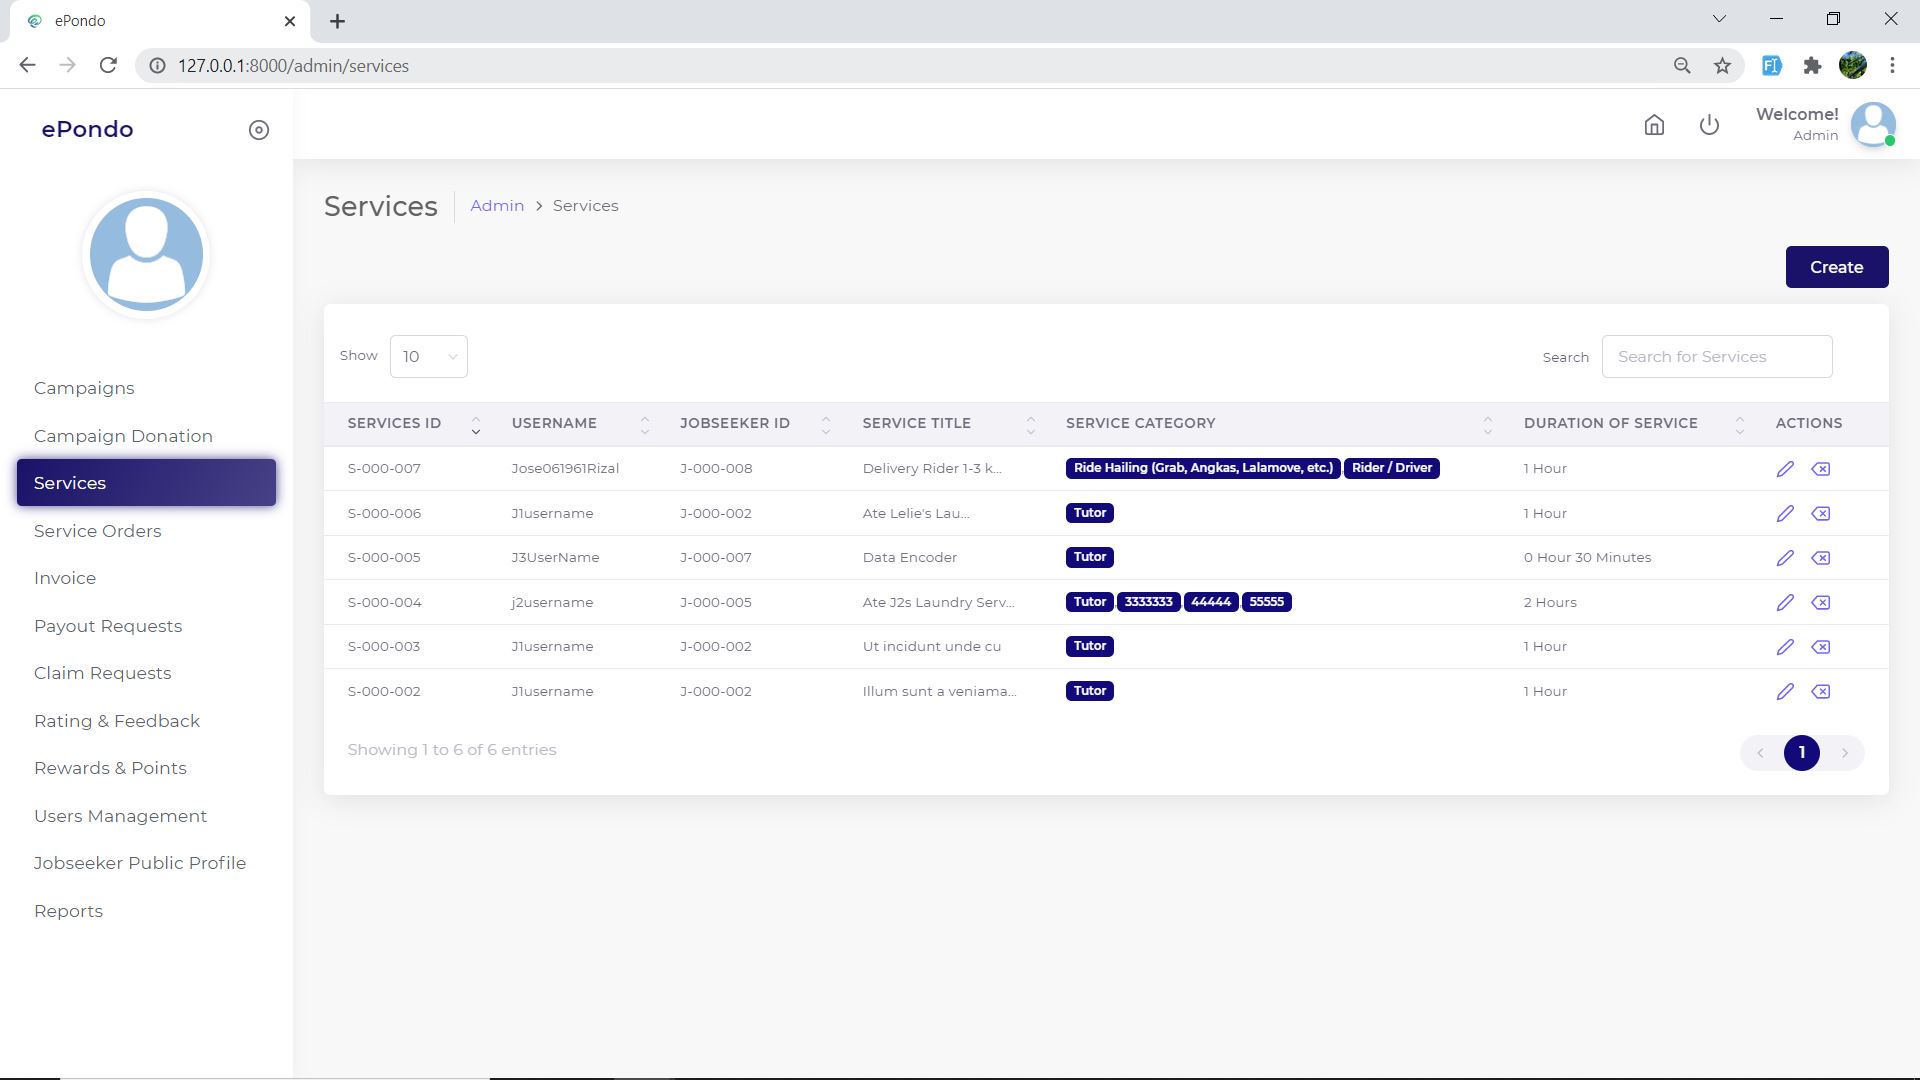 ePondo
127.0.0.1:8000/admin/services
ePondo
Welcome!
Admin
Services
Admin > Services
Create
Show 10
Search Search for Services
SERVICES ID USERNAME JOBSEEKER ID SERVICE TITLE SERVICE CATEGORY DURATION OF SERVICE ACTIONS
S-000-007 Jose061961Rizal J-000-008 Delivery Rider 1-3 k... Ride Hailing (Grab, Angkas, Lalamove, etc.) Rider / Driver 1 Hour
S-000-006 J1username J-000-002 Ate Lelie's Lau... Tutor 1 Hour
S-000-005 J3UserName J-000-007 Data Encoder Tutor 0 Hour 30 Minutes
S-000-004 j2username J-000-005 Ate J2s Laundry Serv... Tutor 3333333 44444 55555 2 Hours
S-000-003 J1username J-000-002 Ut incidunt unde cu Tutor 1 Hour
S-000-002 J1username J-000-002 Illum sunt a veniama... Tutor 1 Hour
Showing 1 to 6 of 6 entries
1
Campaigns
Campaign Donation
Services
Service Orders
Invoice
Payout Requests
Claim Requests
Rating & Feedback
Rewards & Points
Users Management
Jobseeker Public Profile
Reports